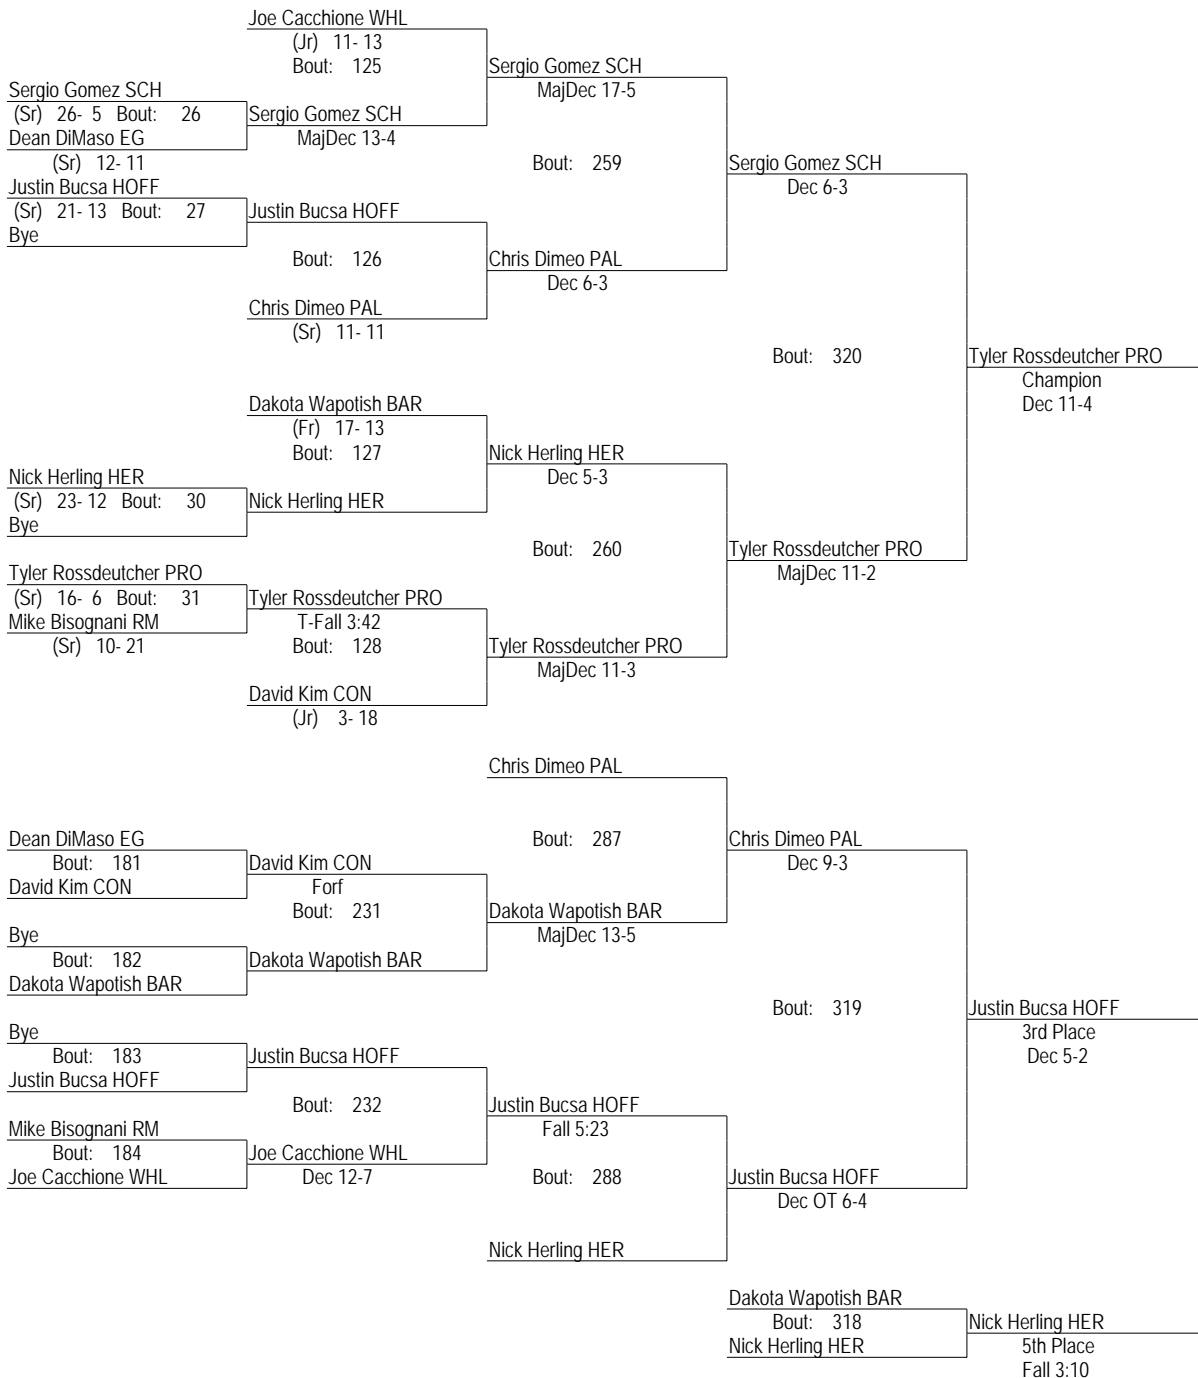 Joe Cacchione WHL
(Jr) 11- 13
Bout: 125
Sergio Gomez SCH
MajDec 17-5
Sergio Gomez SCH
(Sr) 26- 5 Bout: 26
Sergio Gomez SCH
Dean DiMaso EG
MajDec 13-4
(Sr) 12- 11
Bout: 259
Sergio Gomez SCH
Dec 6-3
Justin Bucsa HOFF
(Sr) 21- 13 Bout: 27
Justin Bucsa HOFF
Bye
Bout: 126
Chris Dimeo PAL
Dec 6-3
Chris Dimeo PAL
(Sr) 11- 11
Bout: 320
Tyler Rossdeutcher PRO
Champion
Dec 11-4
Dakota Wapotish BAR
(Fr) 17- 13
Bout: 127
Nick Herling HER
Dec 5-3
Nick Herling HER
(Sr) 23- 12 Bout: 30
Nick Herling HER
Bye
Bout: 260
Tyler Rossdeutcher PRO
MajDec 11-2
Tyler Rossdeutcher PRO
(Sr) 16- 6 Bout: 31
Tyler Rossdeutcher PRO
Mike Bisognani RM
T-Fall 3:42
(Sr) 10- 21
Bout: 128
Tyler Rossdeutcher PRO
MajDec 11-3
David Kim CON
(Jr) 3- 18
Chris Dimeo PAL
Dean DiMaso EG
Bout: 287
Chris Dimeo PAL
Dec 9-3
Bout: 181
David Kim CON
David Kim CON
Forf
Bout: 231
Dakota Wapotish BAR
MajDec 13-5
Bye
Bout: 182
Dakota Wapotish BAR
Dakota Wapotish BAR
Bout: 319
Justin Bucsa HOFF
3rd Place
Dec 5-2
Bye
Bout: 183
Justin Bucsa HOFF
Justin Bucsa HOFF
Bout: 232
Justin Bucsa HOFF
Fall 5:23
Mike Bisognani RM
Bout: 184
Joe Cacchione WHL
Joe Cacchione WHL
Dec 12-7
Bout: 288
Justin Bucsa HOFF
Dec OT 6-4
Nick Herling HER
Dakota Wapotish BAR
Bout: 318
Nick Herling HER
Nick Herling HER
5th Place
Fall 3:10